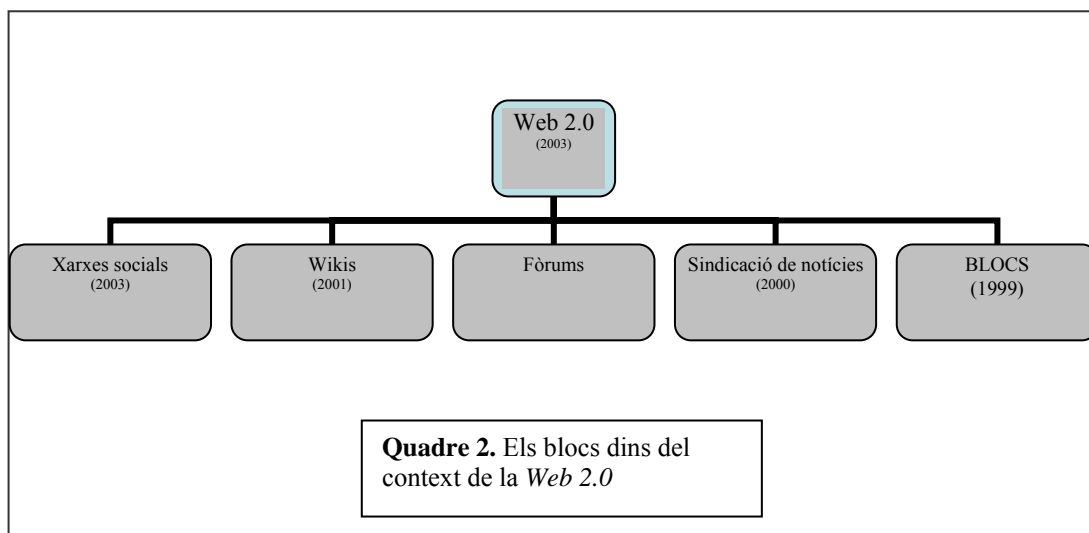 Web 2.0
(2003)
Xarxes socials
(2003)
Wikis
(2001)
Fòrums
Sindicació de notícies
(2000)
BLOCS
(1999)
Quadre 2. Els blocs dins del
context de la Web 2.0